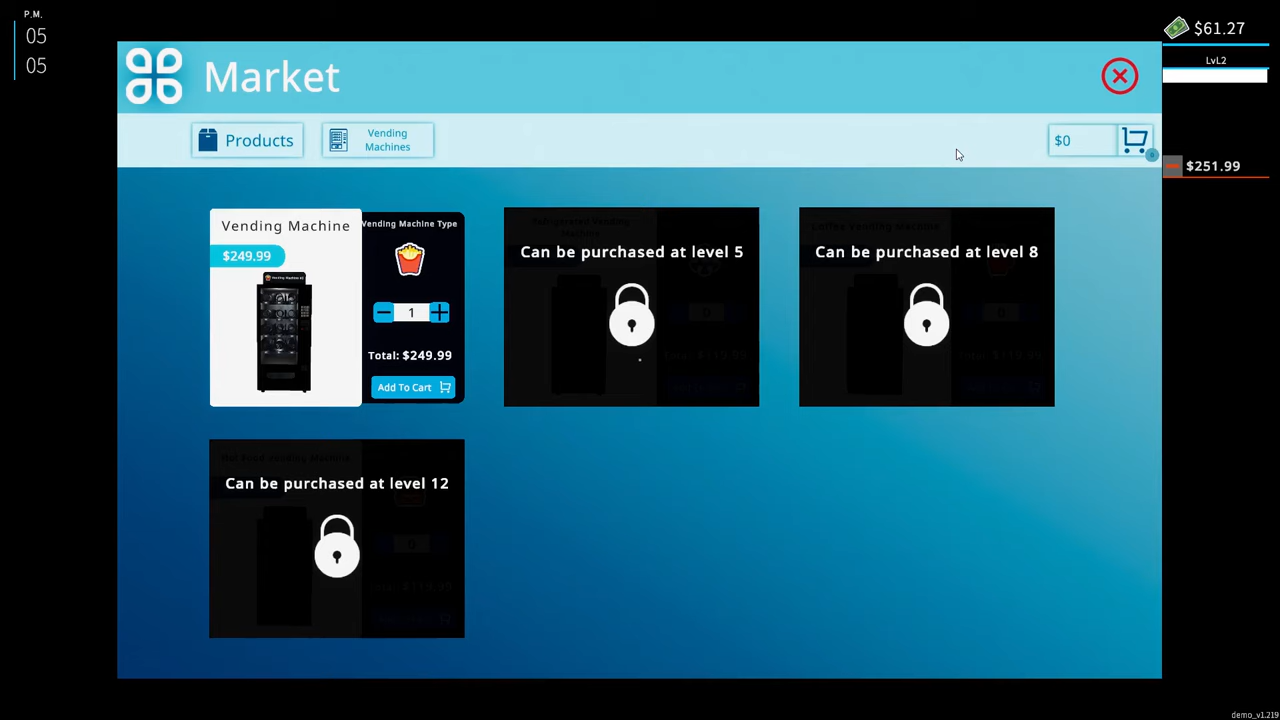 P.M.
05
05
$61.27
LvL2
$251.99
Market
Products
Vending
Machines
$0
Vending Machine
$249.99
Vending Machine Type
1
Total: $249.99
Add To Cart
Can be purchased at level 5
Can be purchased at level 8
Can be purchased at level 12
demo_v1.219